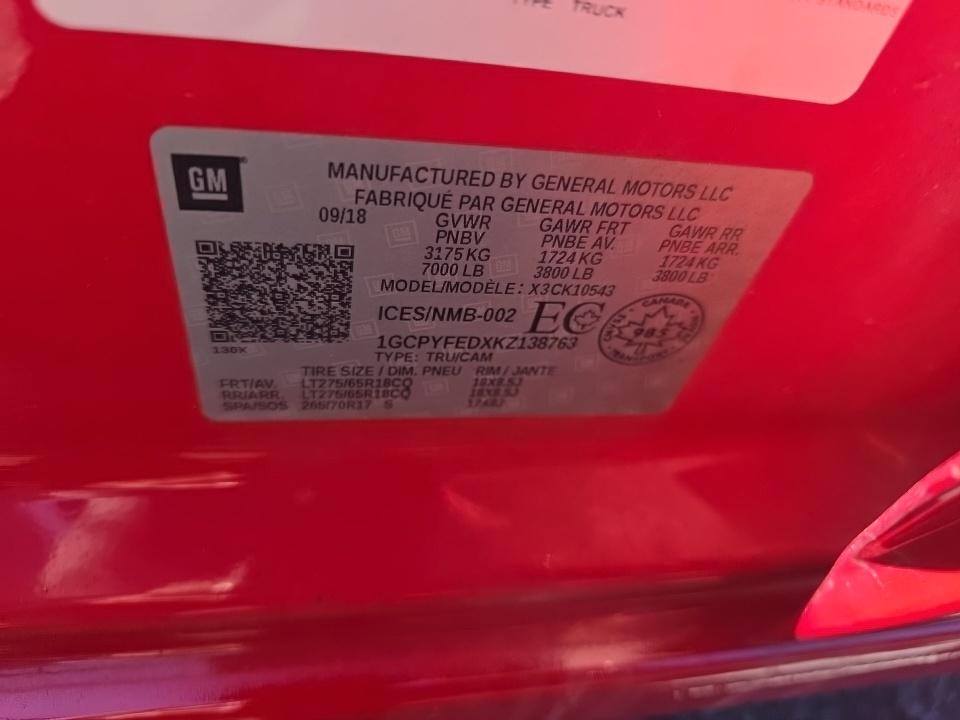 TYPE TRUCK
STANDARDS
GM
MANUFACTURED BY GENERAL MOTORS LLC
FABRIQUÉ PAR GENERAL MOTORS LLC
09/18 GVWR GAWR FRT GAWR RR
PNBV PNBE AV. PNBE ARR.
3175 KG 1724 KG 1724 KG
7000 LB 3800 LB 3800 LB
MODEL/MODÈLE: X3CK10543
ICES/NMB-002 EC
CANADA
TRANSPORT
1GCPYFEDXKZ138763
136X
TYPE: TRU/CAM
TIRE SIZE / DIM. PNEU RIM / JANTE
FRT/AV. LT275/65R18CQ 18X8.5J
RR/ARR. LT275/65R18CQ 18X8.5J
SPA/SOS 265/70R17 S 17X8J